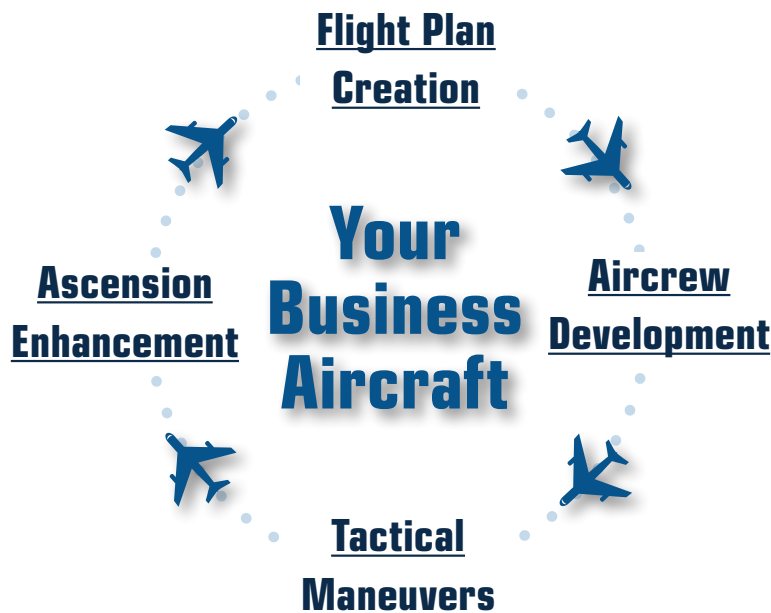 Flight Plan
Creation
Your
Business
Aircraft
Ascension
Enhancement
Aircrew
Development
Tactical
Maneuvers